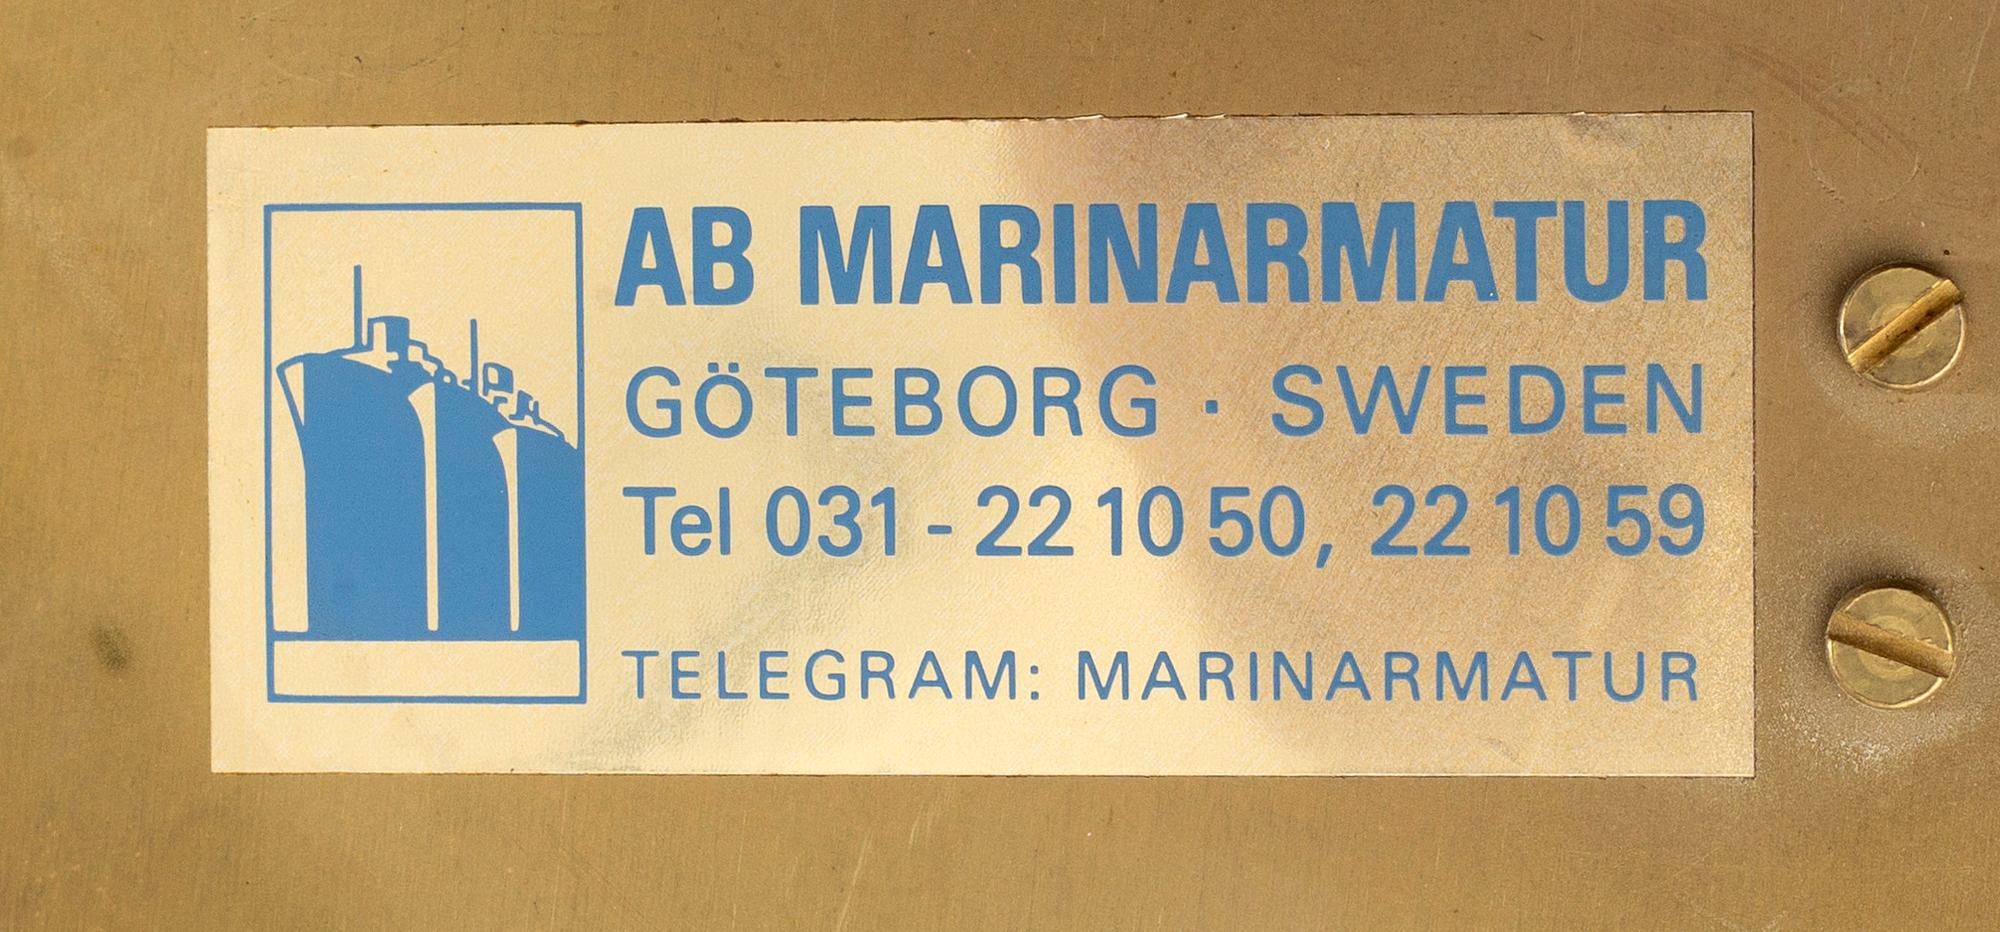 AB MARINARMATUR
GÖTEBORG · SWEDEN
Tel 031 - 22 10 50, 22 10 59
TELEGRAM: MARINARMATUR